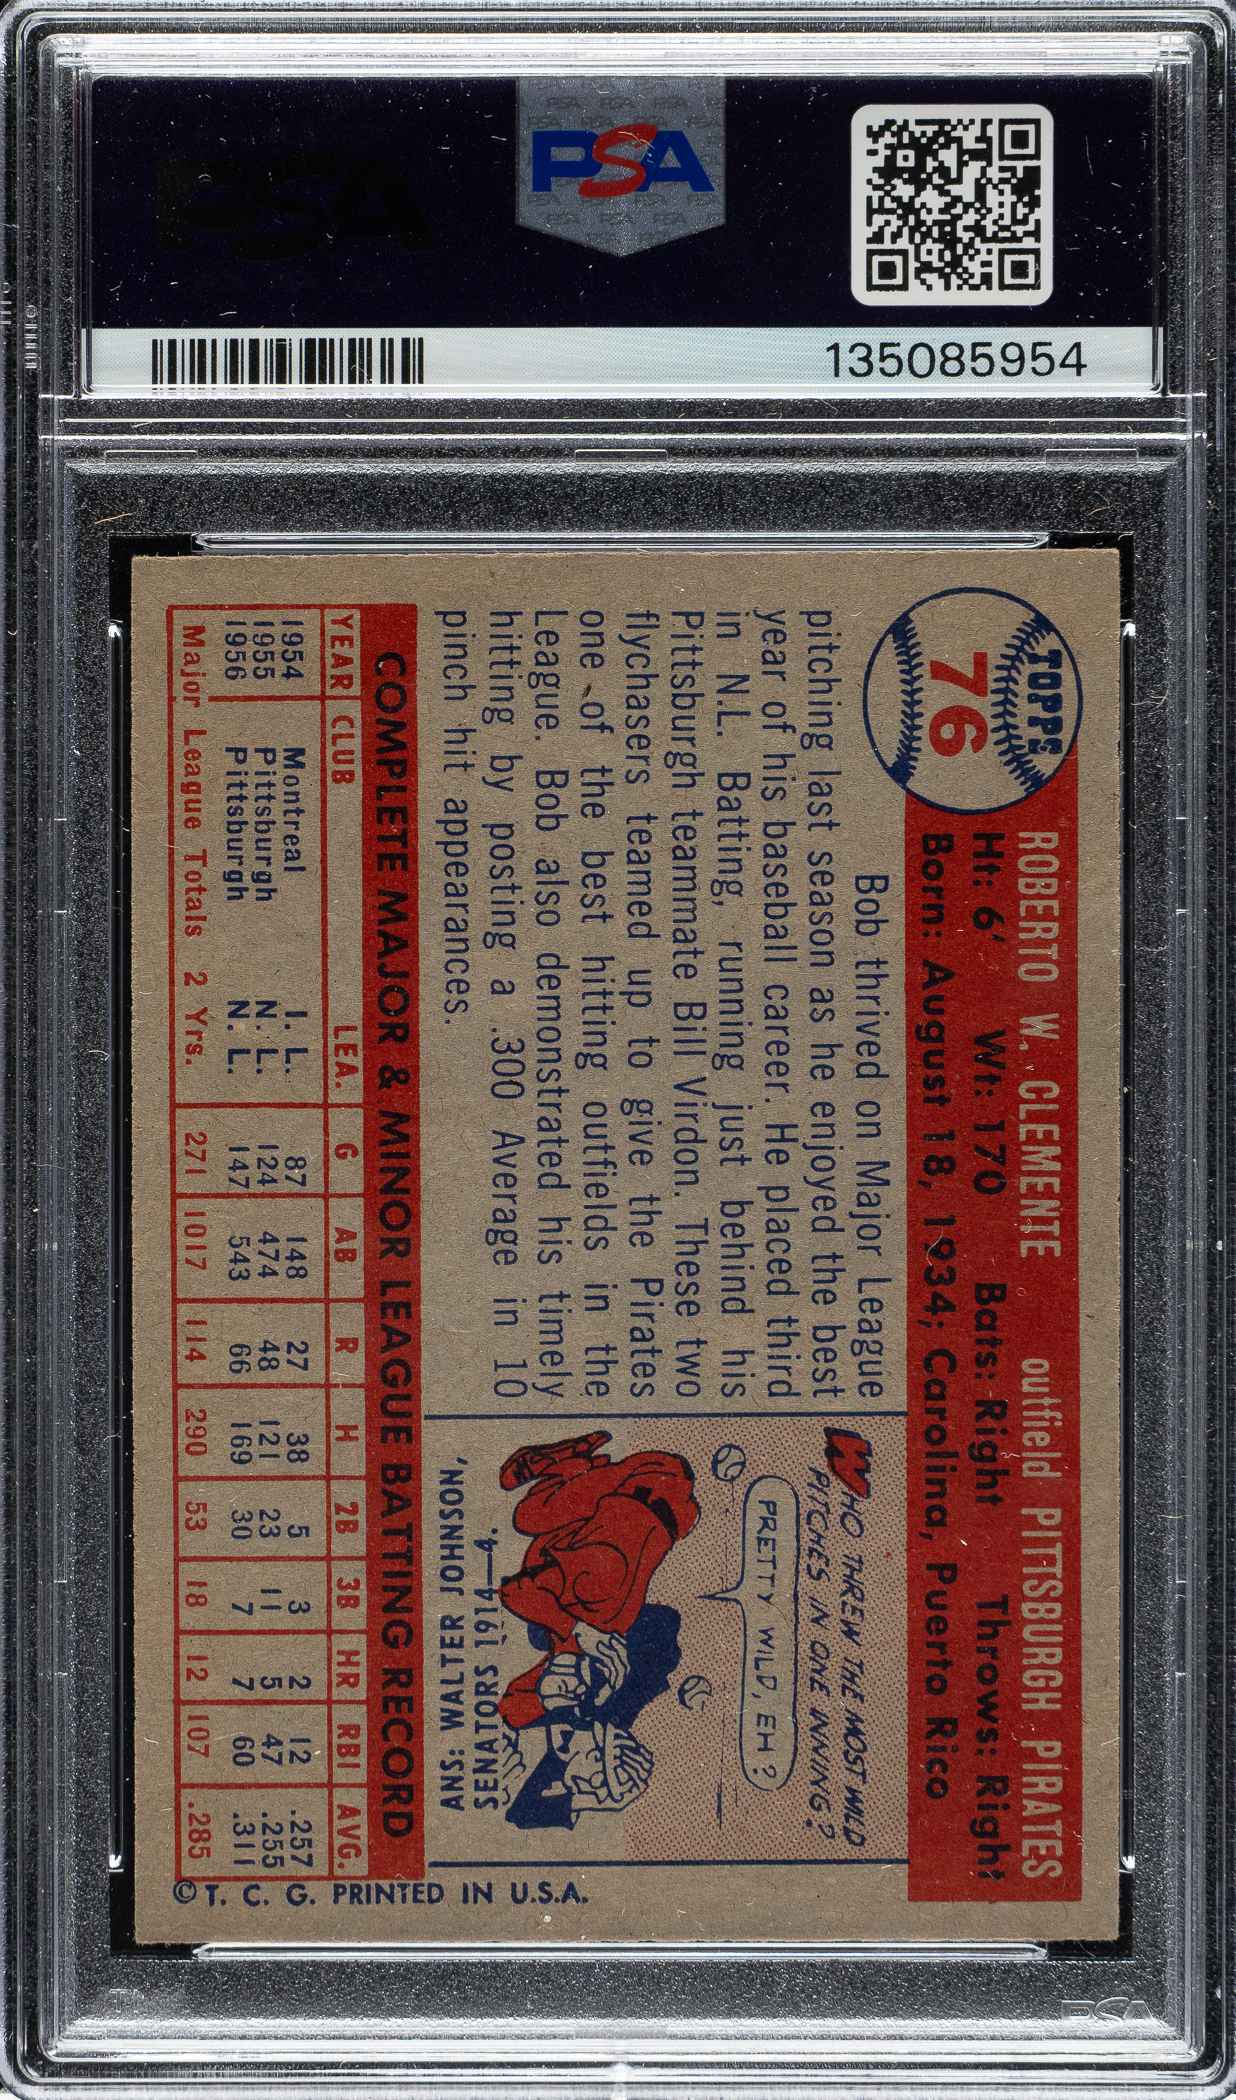 PSA
PSA
135085954
TOPPS
76
ROBERTO W. CLEMENTE outfield PITTSBURGH PIRATES
Ht: 6' Wt: 170 Bats: Right Throws: Right
Born: August 18, 1934; Carolina, Puerto Rico
Bob thrived on Major League
pitching last season as he enjoyed the best
year of his baseball career. He placed third
in N.L. Batting, running just behind his
Pittsburgh teammate Bill Virdon. These two
flychasers teamed up to give the Pirates
one of the best hitting outfields in the
League. Bob also demonstrated his timely
hitting by posting a .300 Average in 10
pinch hit appearances.
WHO THREW THE MOST WILD
PITCHES IN ONE INNING?
PRETTY WILD, EH?
ANS: WALTER JOHNSON,
SENATORS 1914—4.
COMPLETE MAJOR & MINOR LEAGUE BATTING RECORD
YEAR CLUB LEA. G AB R H 2B 3B HR RBI AVG.
1954 Montreal I. L. 87 148 27 38 5 3 2 12 .257
1955 Pittsburgh N. L. 124 474 48 121 23 11 5 47 .255
1956 Pittsburgh N. L. 147 543 66 169 30 7 7 60 .311
Major League Totals 2 Yrs. 271 1017 114 290 53 18 12 107 .285
© T. C. G. PRINTED IN U.S.A.
PSA